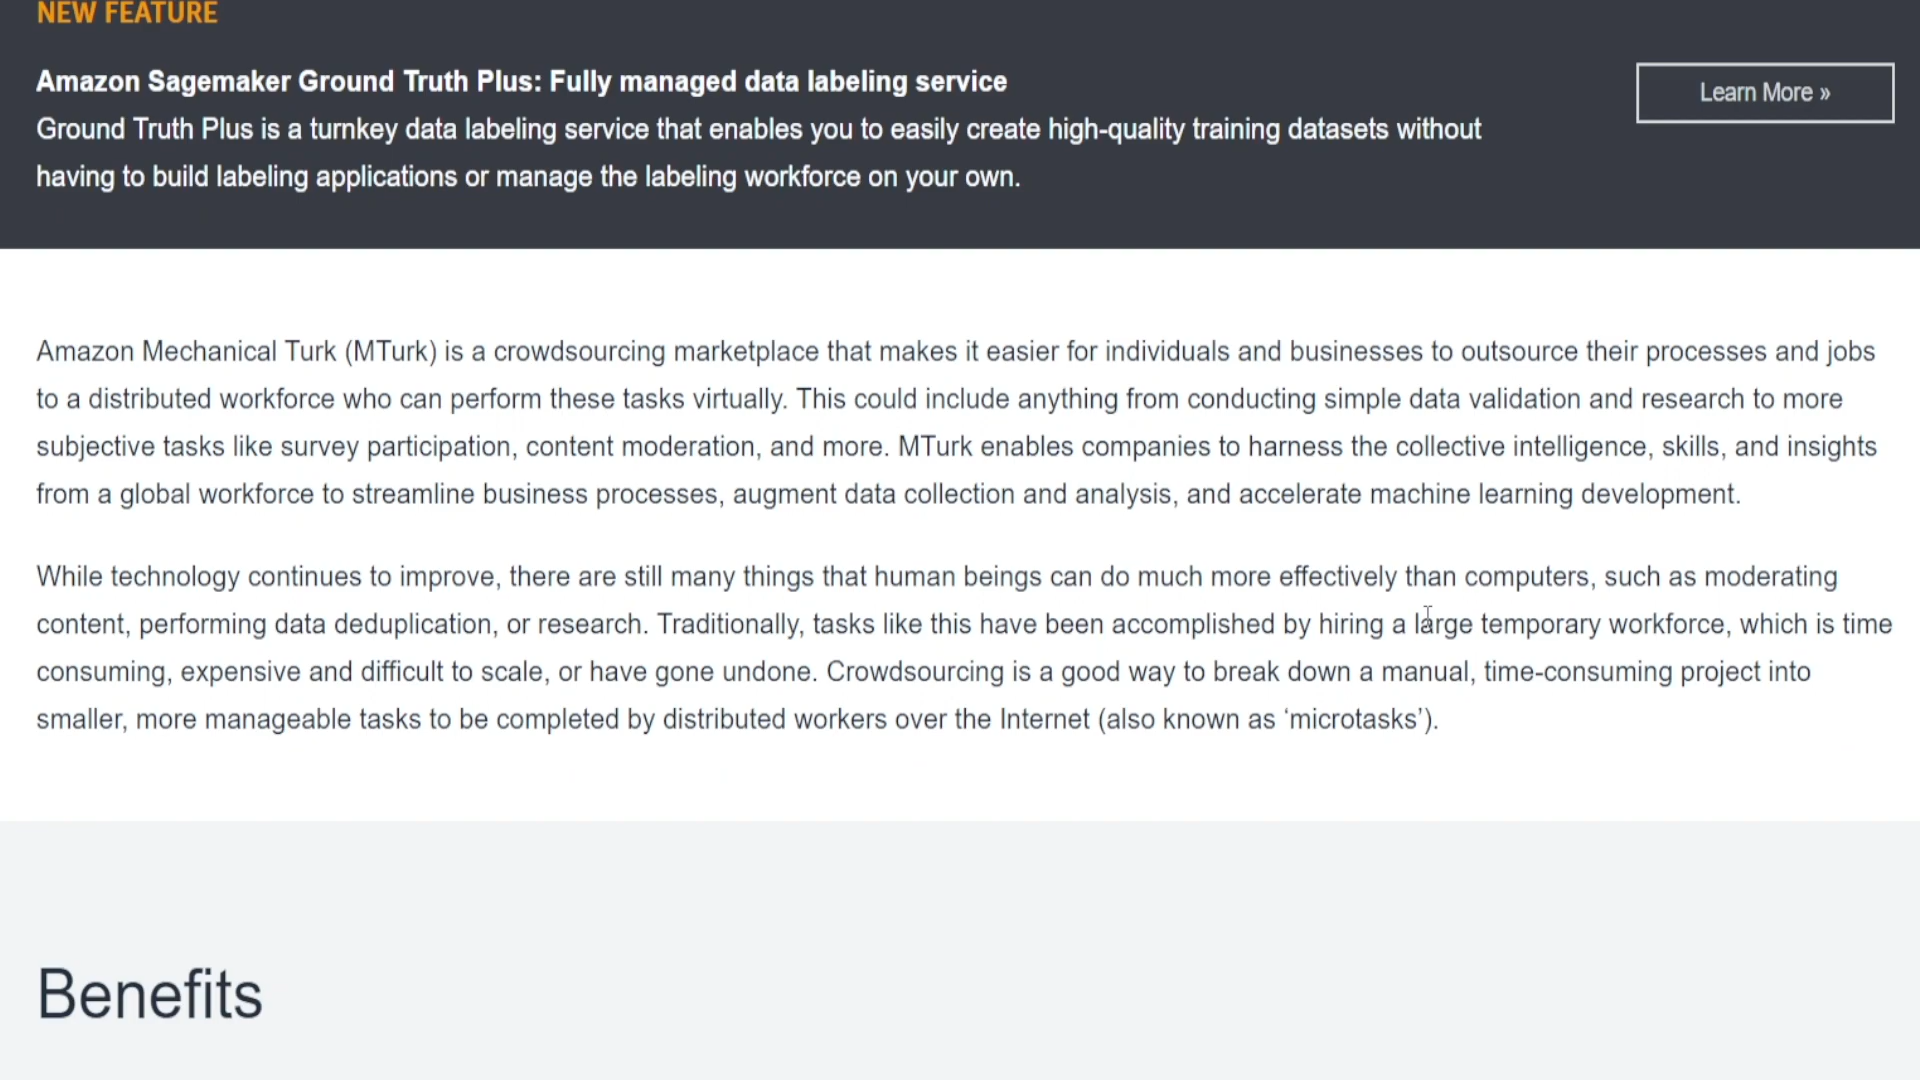 NEW FEATURE
Amazon Sagemaker Ground Truth Plus: Fully managed data labeling service
Learn More »
Ground Truth Plus is a turnkey data labeling service that enables you to easily create high-quality training datasets without
having to build labeling applications or manage the labeling workforce on your own.
Amazon Mechanical Turk (MTurk) is a crowdsourcing marketplace that makes it easier for individuals and businesses to outsource their processes and jobs
to a distributed workforce who can perform these tasks virtually. This could include anything from conducting simple data validation and research to more
subjective tasks like survey participation, content moderation, and more. MTurk enables companies to harness the collective intelligence, skills, and insights
from a global workforce to streamline business processes, augment data collection and analysis, and accelerate machine learning development.
While technology continues to improve, there are still many things that human beings can do much more effectively than computers, such as moderating
content, performing data deduplication, or research. Traditionally, tasks like this have been accomplished by hiring a large temporary workforce, which is time
consuming, expensive and difficult to scale, or have gone undone. Crowdsourcing is a good way to break down a manual, time-consuming project into
smaller, more manageable tasks to be completed by distributed workers over the Internet (also known as ‘microtasks’).
Benefits